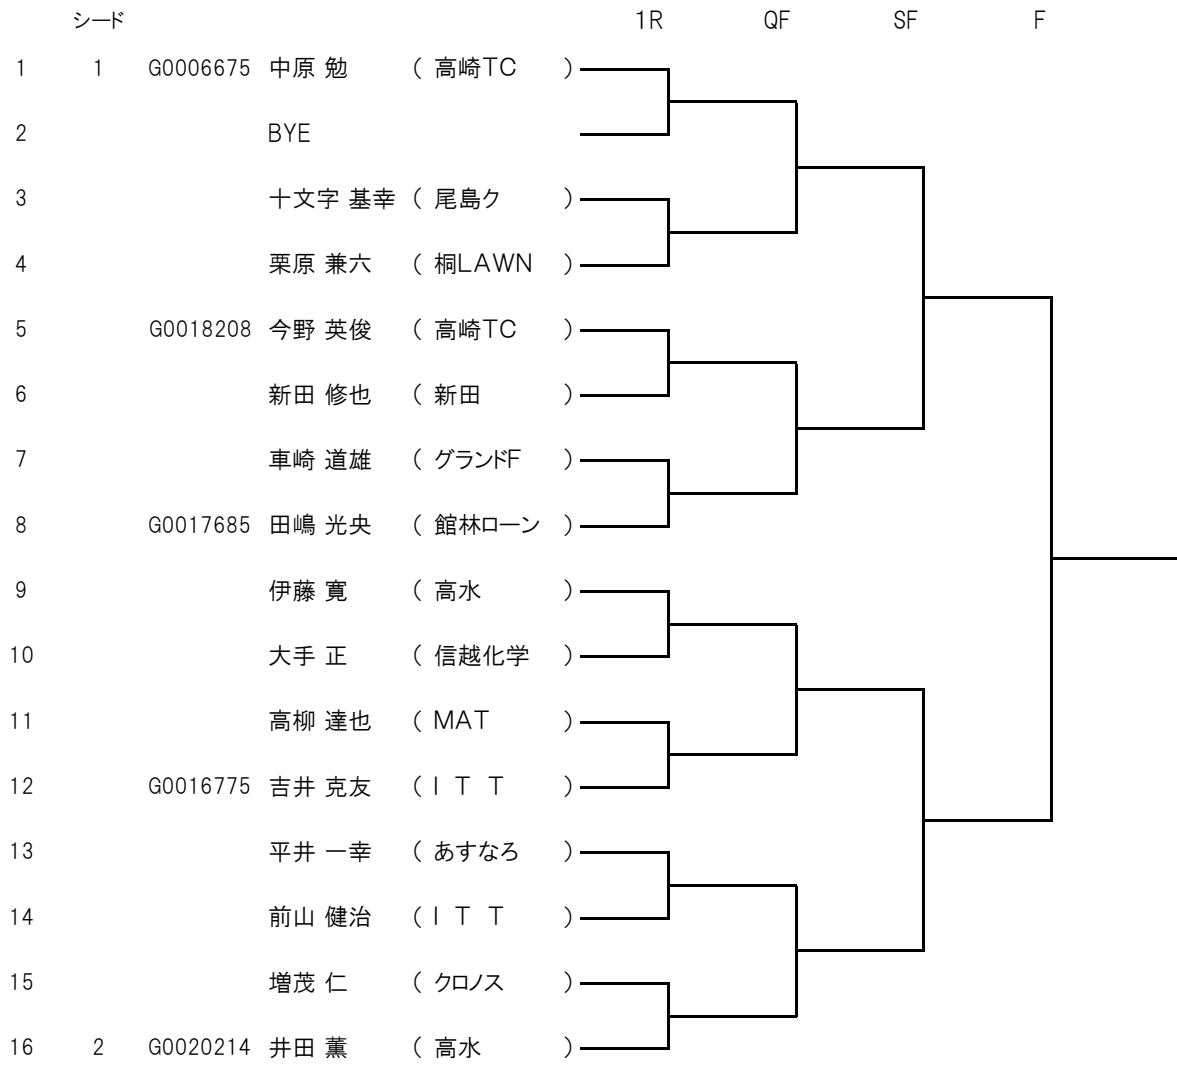 シード 1R QF SF F
1 1 G0006675 中原 勉 ( 高崎TC )
2 BYE
3 十文字 基幸 ( 尾島ク )
4 栗原 兼六 ( 桐LAWN )
5 G0018208 今野 英俊 ( 高崎TC )
6 新田 修也 ( 新田 )
7 車崎 道雄 ( グランドF )
8 G0017685 田嶋 光央 ( 館林ローン )
9 伊藤 寛 ( 高水 )
10 大手 正 ( 信越化学 )
11 高柳 達也 ( MAT )
12 G0016775 吉井 克友 ( I T T )
13 平井 一幸 ( あすなろ )
14 前山 健治 ( I T T )
15 増茂 仁 ( クロノス )
16 2 G0020214 井田 薫 ( 高水 )